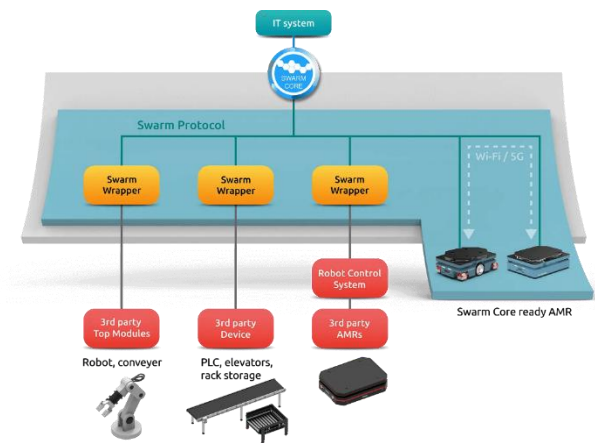 IT system
SWARM
CORE
Swarm Protocol
Wi-Fi / 5G
Swarm
Wrapper
Swarm
Wrapper
Swarm
Wrapper
Robot Control
System
Swarm Core ready AMR
3rd party
Top Modules
3rd party
Device
3rd party
AMRs
Robot, conveyer
PLC, elevators,
rack storage